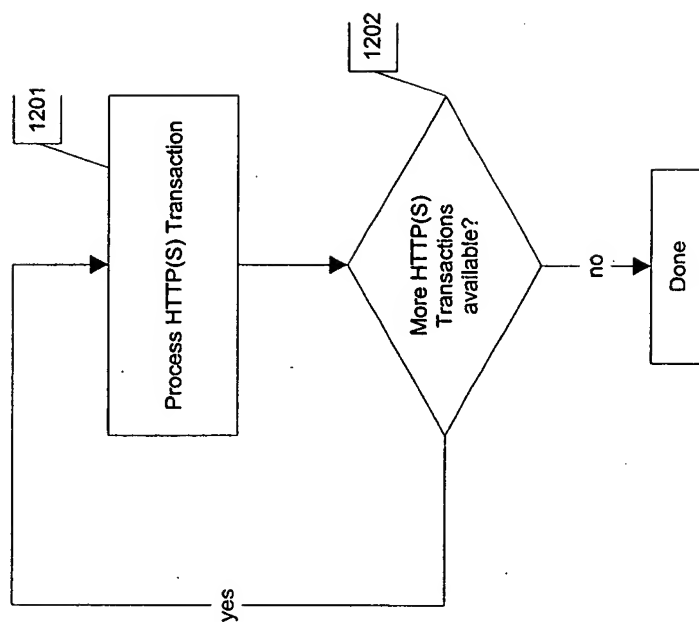 1201
Process HTTP(S) Transaction
1202
More HTTP(S)
Transactions
available?
yes
no
Done